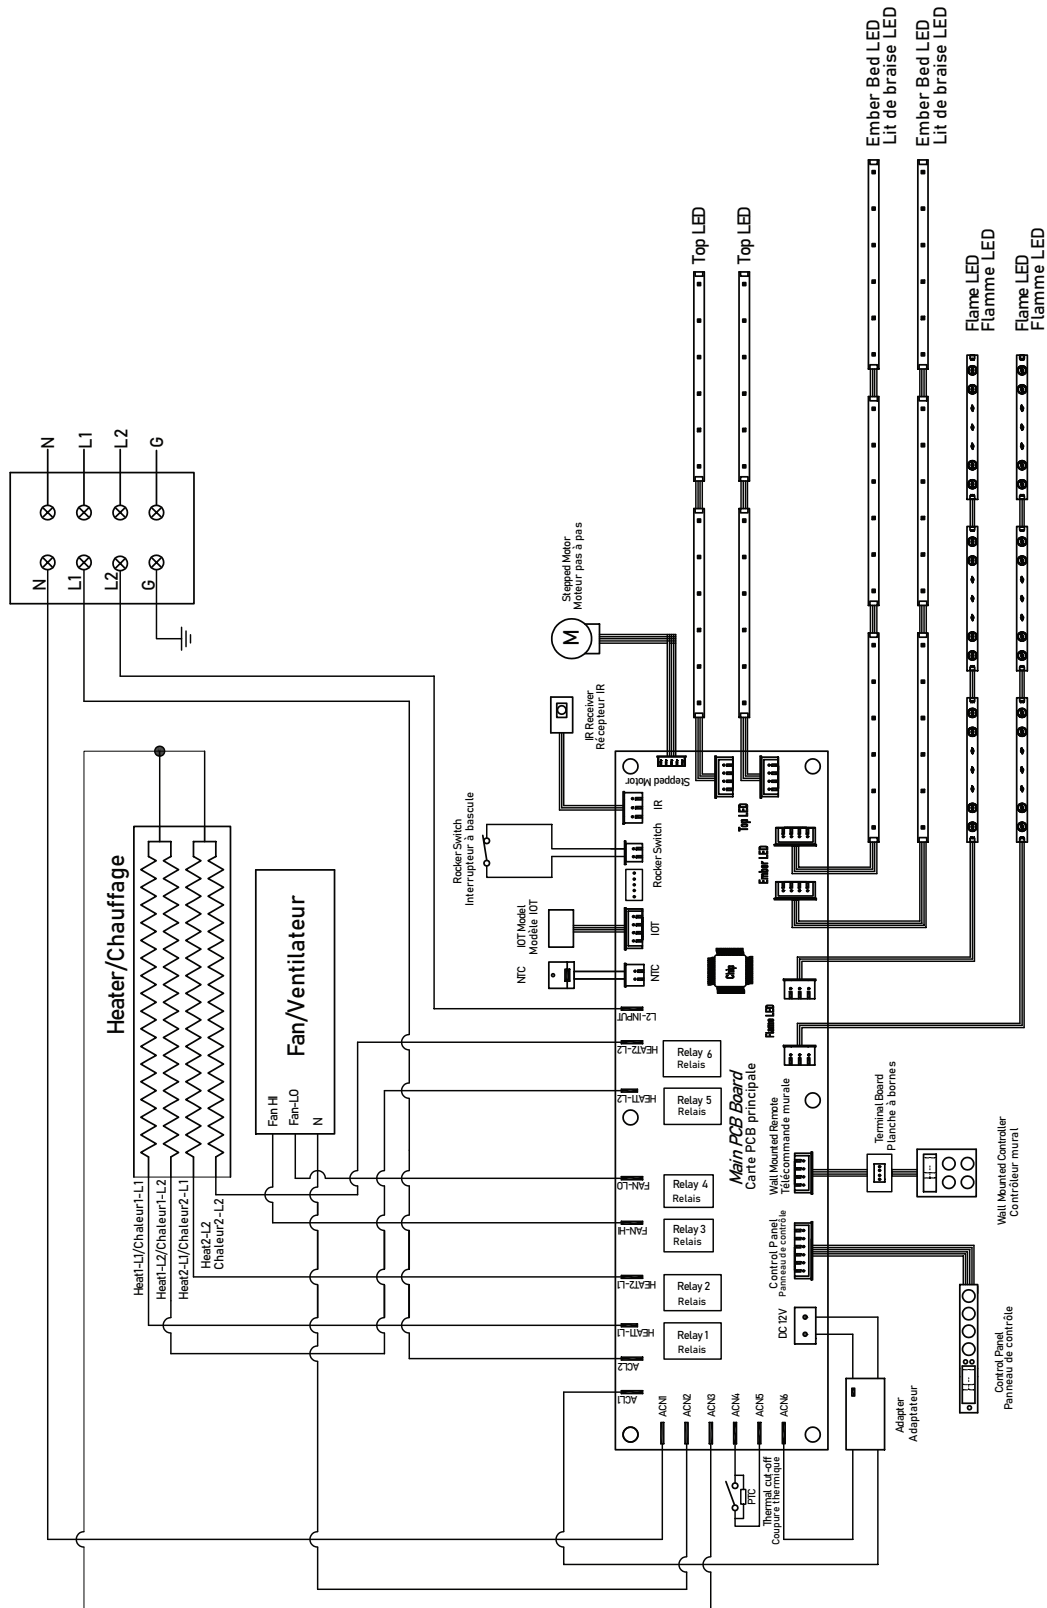 Ember Bed LED
Lit de braise LED
Ember Bed LED
Lit de braise LED
Top LED
Top LED
Flame LED
Flamme LED
Flame LED
Flamme LED
N
L1
L2
G
N
L1
L2
G
Stepped Motor
Moteur pas à pas
M
IR Receiver
Récepteur IR
Rocker Switch
Interrupteur à bascule
IOT Model
Modèle IOT
NTC
Heater/Chauffage
Fan/Ventilateur
Fan HI
Fan-LO
N
Heat1-L1/Chaleur1-L1
Heat1-L2/Chaleur1-L2
Heat2-L1/Chaleur2-L1
Heat2-L2
Chaleur2-L2
Stepped Motor
IR
Rocker Switch
IOT
NTC
L2-INPUT
HEAT2-L2
HEAT1-L2
FAN-LO
FAN-HI
HEAT2-L1
HEAT1-L1
ACL2
ACL1
Top LED
Ember LED
Flame LED
Chip
Relay 6
Relais
Relay 5
Relais
Relay 4
Relais
Relay 3
Relais
Relay 2
Relais
Relay 1
Relais
Main PCB Board
Carte PCB principale
Wall Mounted Remote
Télécommande murale
Control Panel
Panneau de contrôle
DC 12V
ACN1
ACN2
ACN3
ACN4
ACN5
ACN6
PTC
Thermal cut-off
Coupure thermique
Terminal Board
Planche à bornes
Wall Mounted Controller
Contrôleur mural
Control Panel
Panneau de contrôle
Adapter
Adaptateur